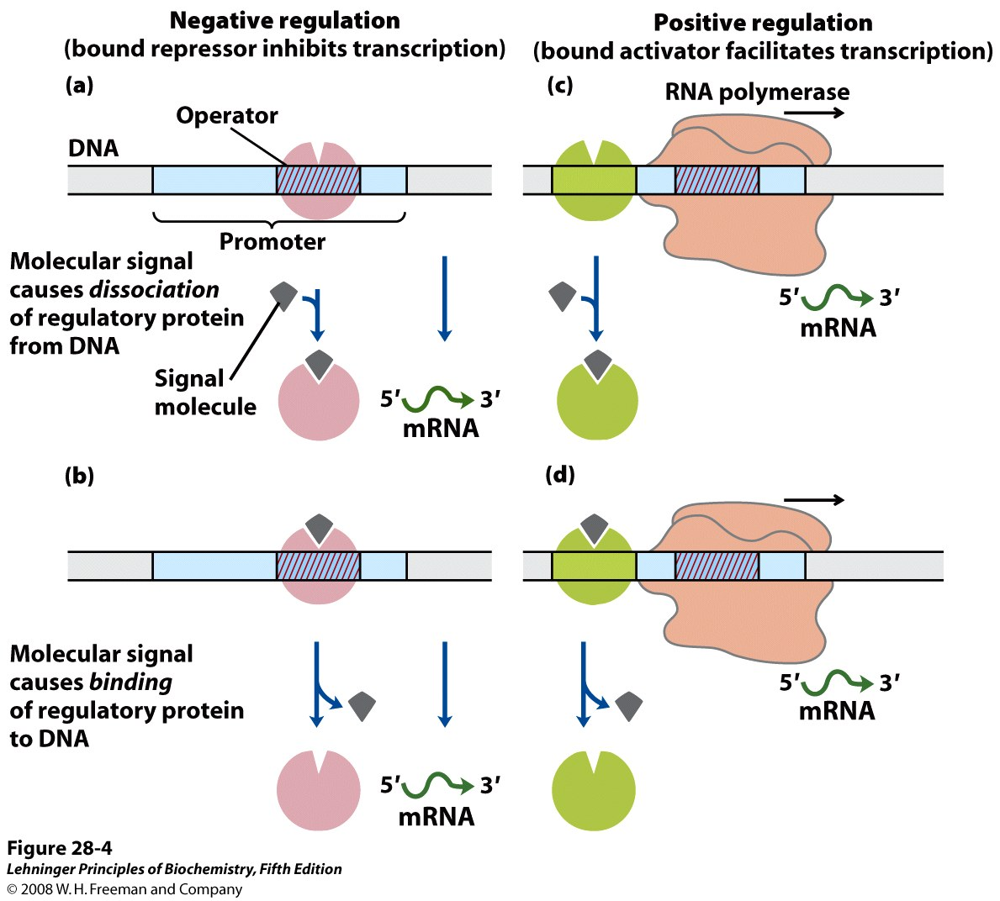 Negative regulation
(bound repressor inhibits transcription)
Positive regulation
(bound activator facilitates transcription)
(a)
Operator
DNA
Promoter
Molecular signal
causes dissociation
of regulatory protein
from DNA
Signal
molecule
5′ 3′
mRNA
(c)
RNA polymerase
5′ 3′
mRNA
(b)
Molecular signal
causes binding
of regulatory protein
to DNA
5′ 3′
mRNA
(d)
5′ 3′
mRNA
Figure 28-4
Lehninger Principles of Biochemistry, Fifth Edition
© 2008 W. H. Freeman and Company